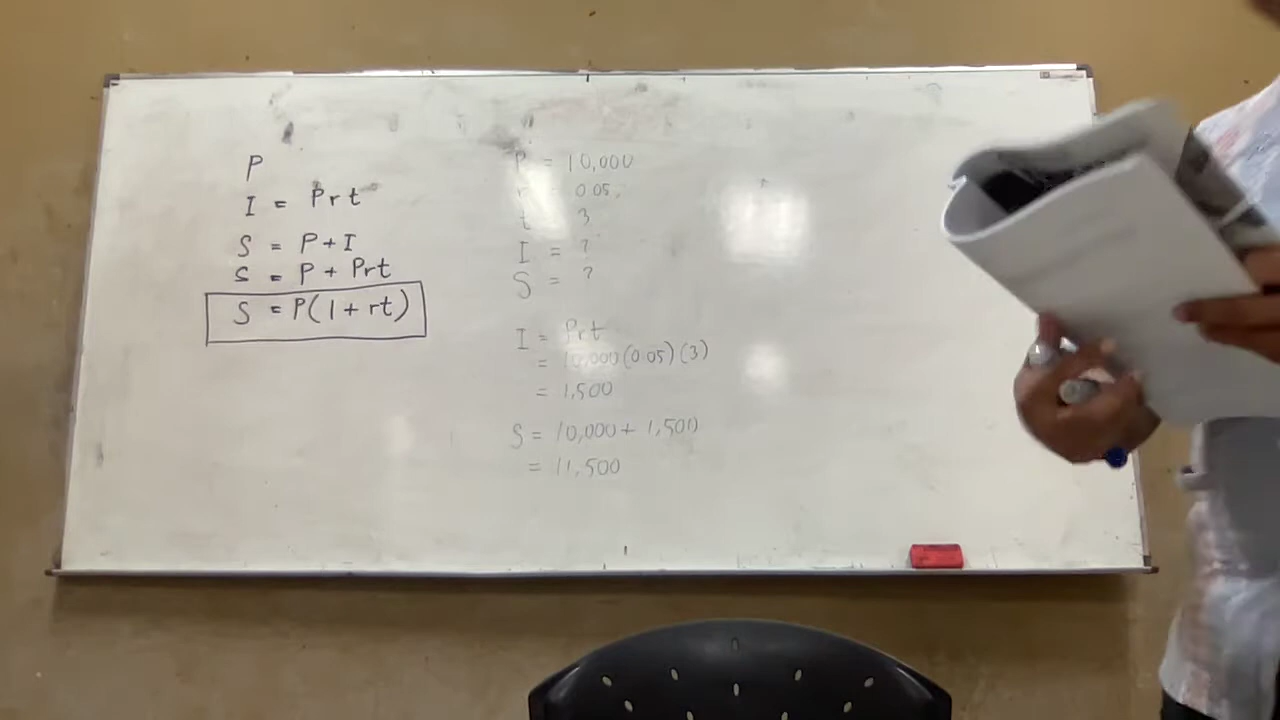 P
I = Prt
S = P + I
S = P + Prt
S = P(1 + rt)
P = 10,000
r 0.05
t 3
I = ?
S = ?
I = Prt
= 10,000(0.05)(3)
= 1,500
S = 10,000 + 1,500
= 11,500